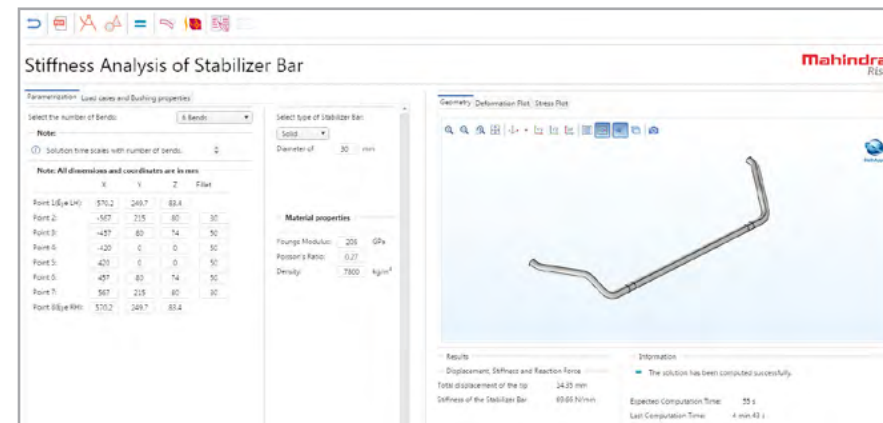 Stiffness Analysis of Stabilizer Bar
Mahindra
Ris
Parametrization Load cases and Bushing properties
Select the number of Bends: 6 Bends
Note:
Solution time scales with number of bends.
Note: All dimensions and coordinates are in mm
X Y Z Fillet
Point 1(Eye LH): -570.2 249.7 83.4
Point 2: -567 215 80 30
Point 3: -457 80 74 50
Point 4: -420 0 0 50
Point 5: 420 0 0 50
Point 6: 457 80 74 50
Point 7: 567 215 80 30
Point 8(Eye RH): 570.2 249.7 83.4
Select type of Stabilizer Bar:
Solid
Diameter of 30 mm
Material properties
Youngs Modulus: 206 GPa
Poisson's Ratio: 0.27
Density: 7800 kg/m³
Geometry Deformation Plot Stress Plot
Results
Displacement, Stiffness and Reaction Force
Total displacement of the tip 14.35 mm
Stiffness of the Stabilizer Bar 69.66 N/mm
Information
The solution has been computed successfully.
Expected Computation Time: 55 s
Last Computation Time: 4 min 43 s